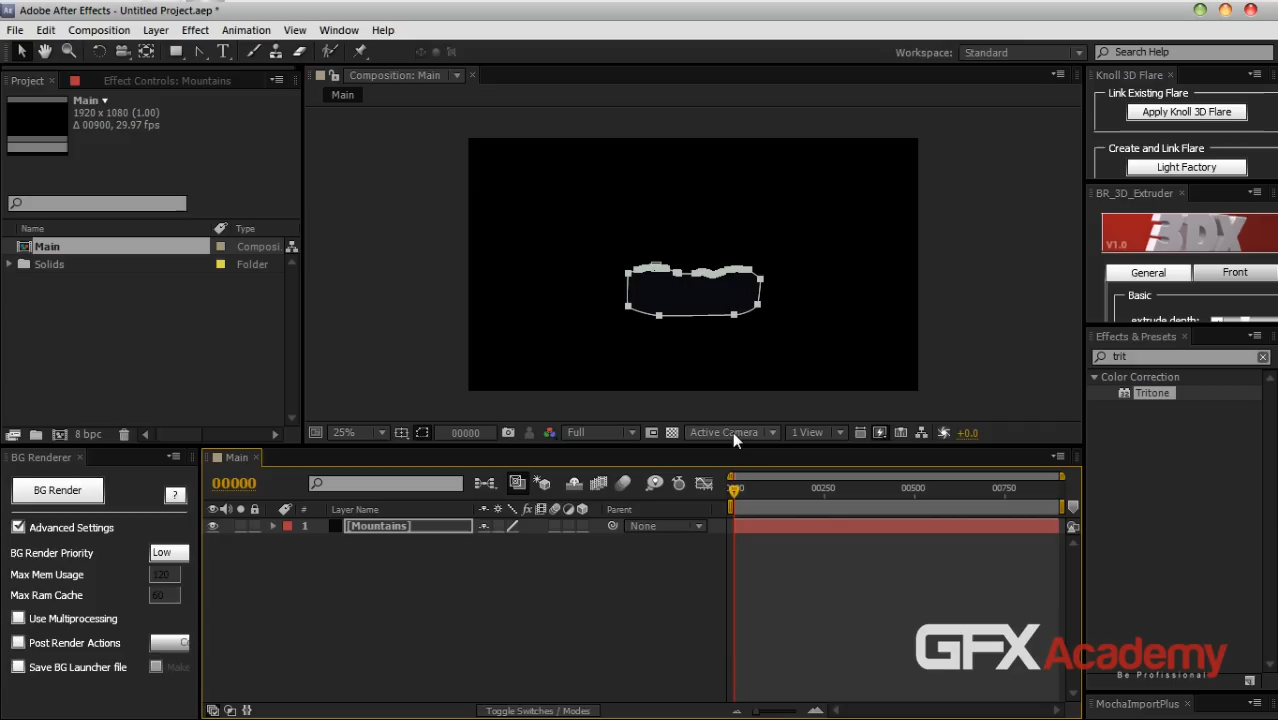 Adobe After Effects - Untitled Project.aep *
File Edit Composition Layer Effect Animation View Window Help
Workspace: Standard
Search Help
Project
Effect Controls: Mountains
Composition: Main
Knoll 3D Flare
Main
1920 x 1080 (1.00)
Δ 00900, 29.97 fps
Main
Link Existing Flare
Apply Knoll 3D Flare
Create and Link Flare
Light Factory
BR_3D_Extruder
V1.0 3DX
Name Type
Main Composi
Solids Folder
General Front
Basic
extrude depth:
Effects & Presets
trit
Color Correction
32 Tritone
8 bpc
25% 00000 Full Active Camera 1 View +0.0
BG Renderer
Main
00000
BG Render ?
00250 00500 00750
Layer Name Parent
1 [Mountains] None
Advanced Settings
BG Render Priority Low
Max Mem Usage 120
Max Ram Cache 60
Use Multiprocessing
Post Render Actions
Save BG Launcher file
GFXAcademy
Be Profissional
Toggle Switches / Modes
MochaImportPlus